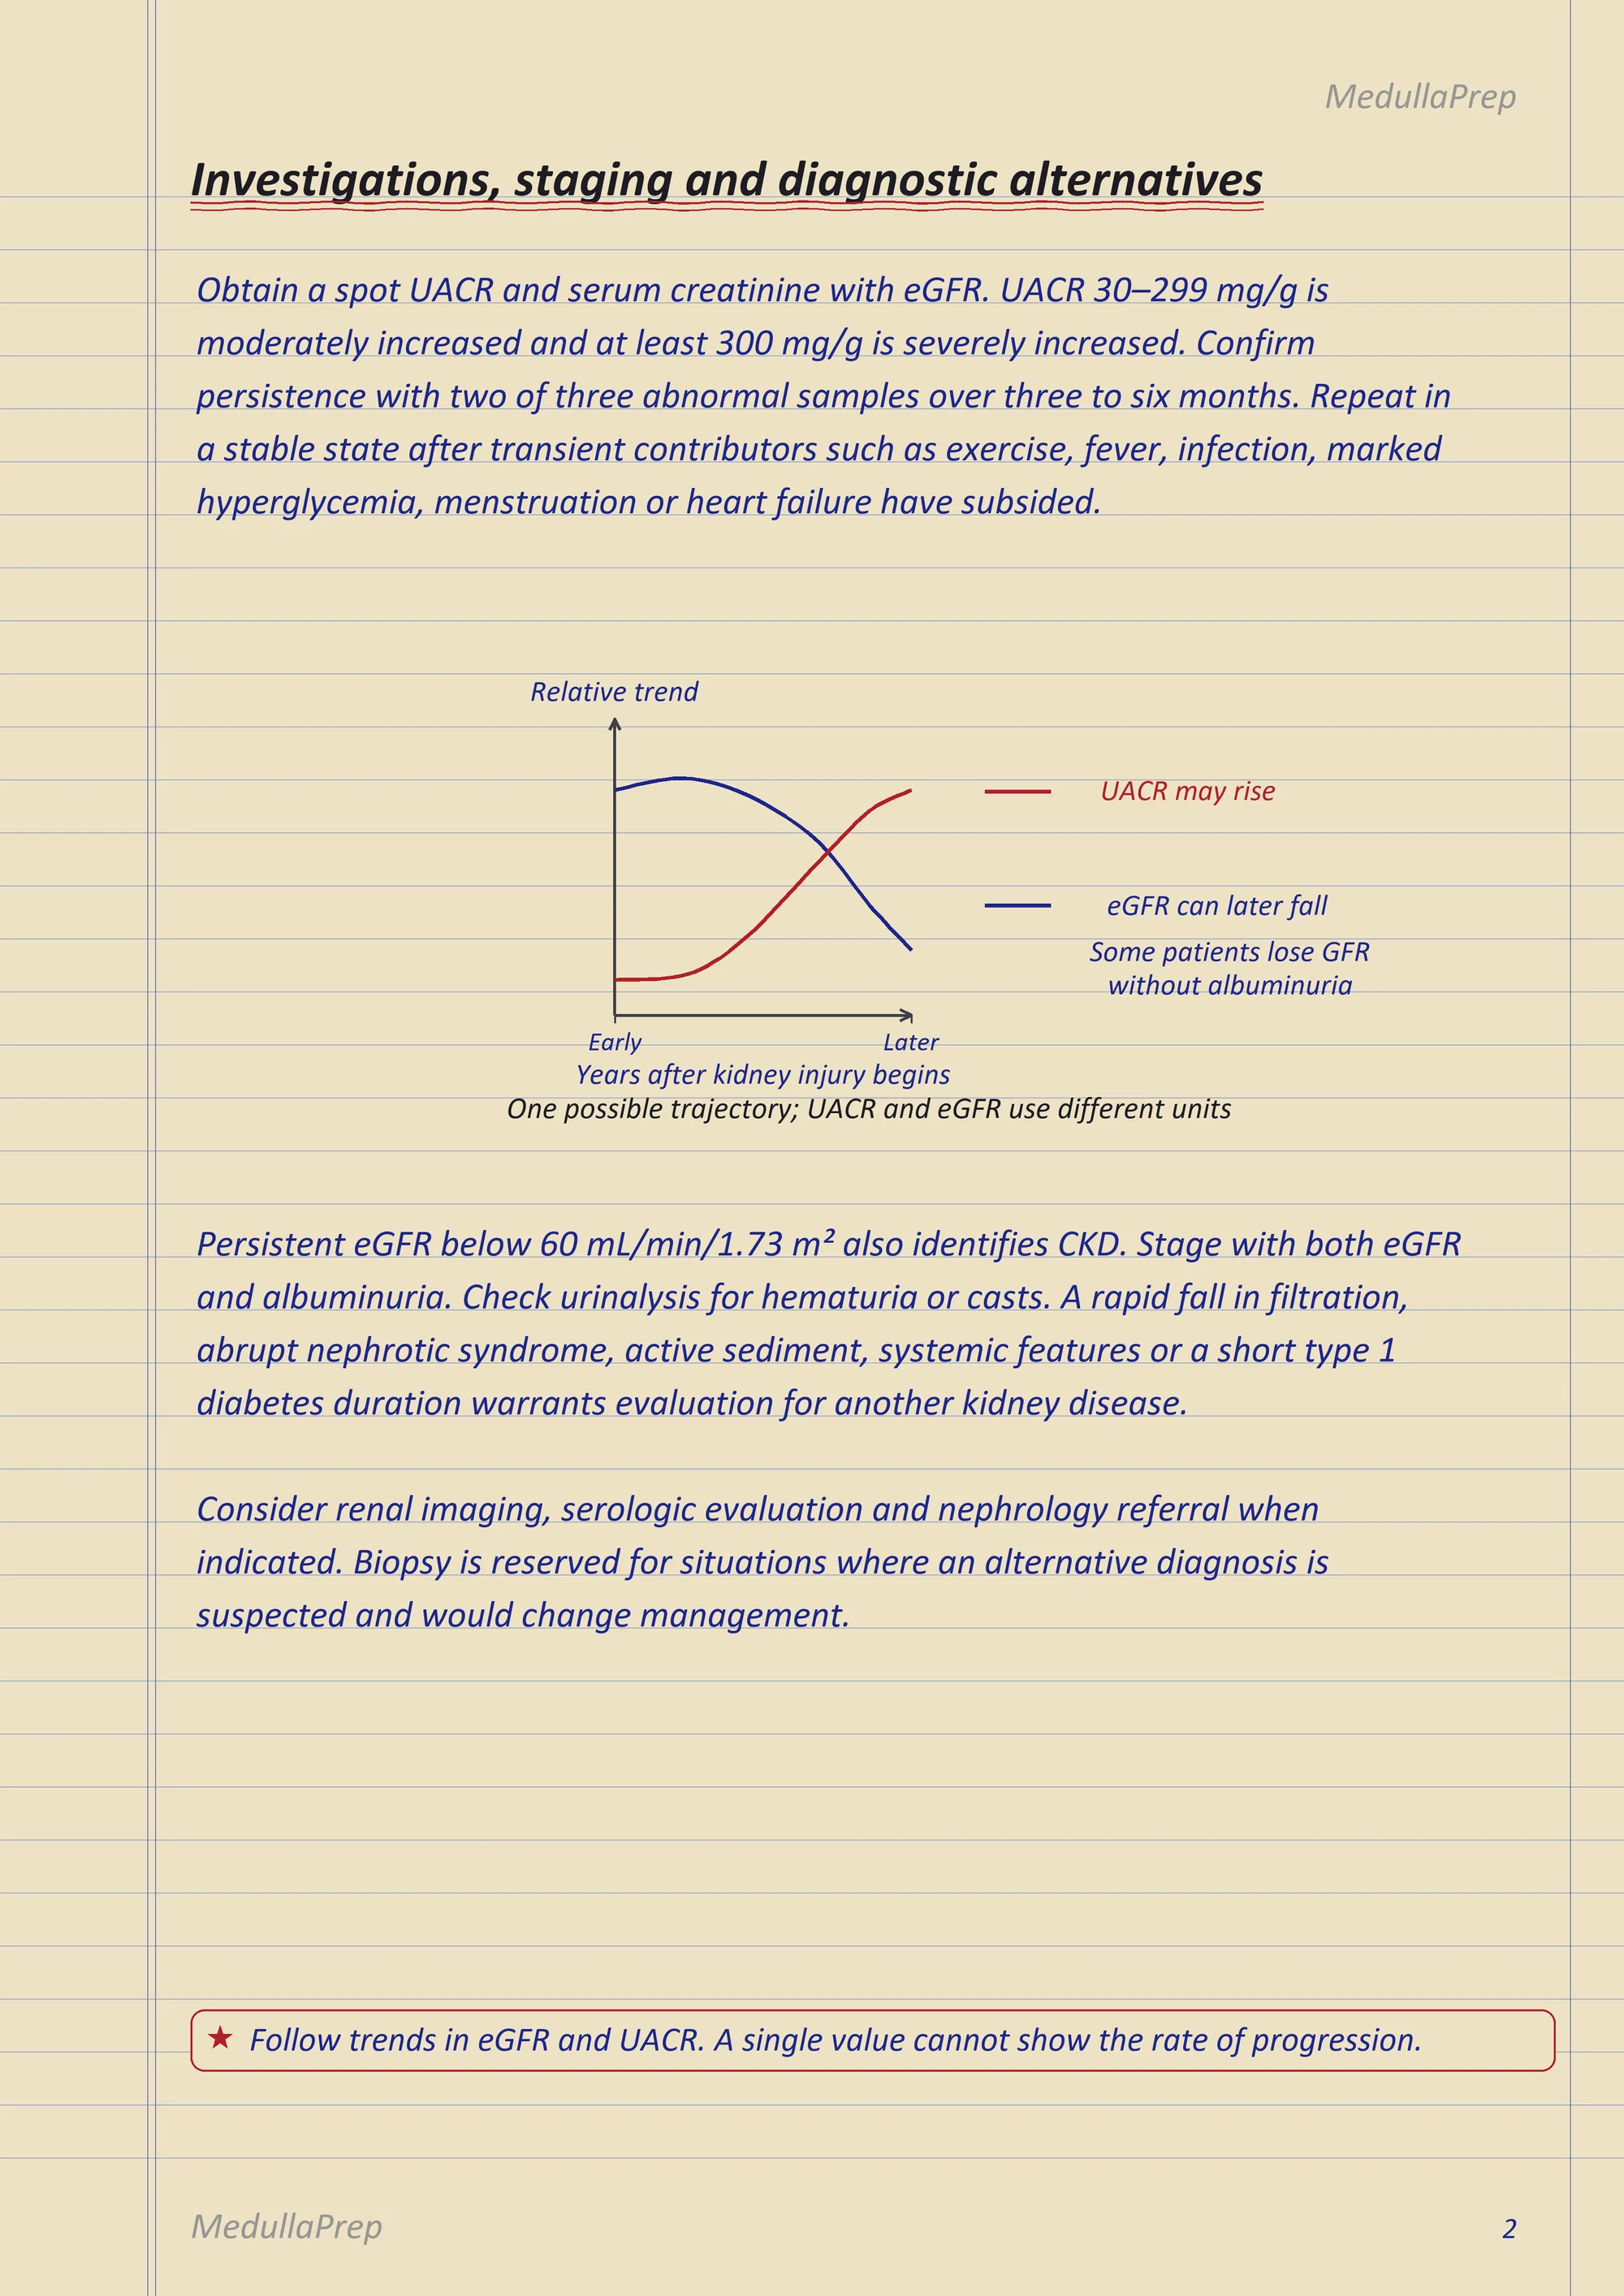 MedullaPrep
Investigations, staging and diagnostic alternatives
Obtain a spot UACR and serum creatinine with eGFR. UACR 30–299 mg/g is
moderately increased and at least 300 mg/g is severely increased. Confirm
persistence with two of three abnormal samples over three to six months. Repeat in
a stable state after transient contributors such as exercise, fever, infection, marked
hyperglycemia, menstruation or heart failure have subsided.
Relative trend
UACR may rise
eGFR can later fall
Some patients lose GFR
without albuminuria
Early Later
Years after kidney injury begins
One possible trajectory; UACR and eGFR use different units
Persistent eGFR below 60 mL/min/1.73 m² also identifies CKD. Stage with both eGFR
and albuminuria. Check urinalysis for hematuria or casts. A rapid fall in filtration,
abrupt nephrotic syndrome, active sediment, systemic features or a short type 1
diabetes duration warrants evaluation for another kidney disease.
Consider renal imaging, serologic evaluation and nephrology referral when
indicated. Biopsy is reserved for situations where an alternative diagnosis is
suspected and would change management.
★ Follow trends in eGFR and UACR. A single value cannot show the rate of progression.
MedullaPrep 2